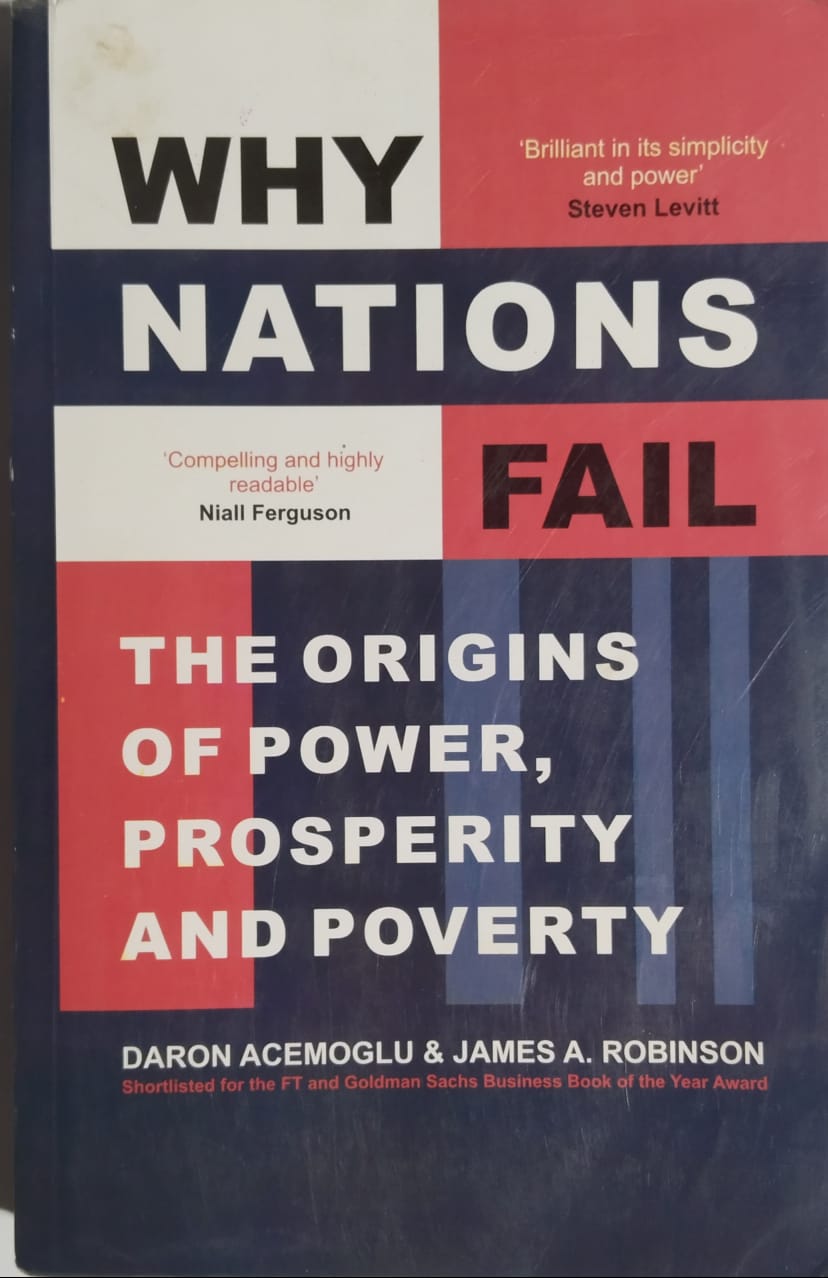 WHY
'Brilliant in its simplicity
and power'
Steven Levitt
NATIONS
'Compelling and highly
readable'
Niall Ferguson
FAIL
THE ORIGINS
OF POWER,
PROSPERITY
AND POVERTY
DARON ACEMOGLU & JAMES A. ROBINSON
Shortlisted for the FT and Goldman Sachs Business Book of the Year Award